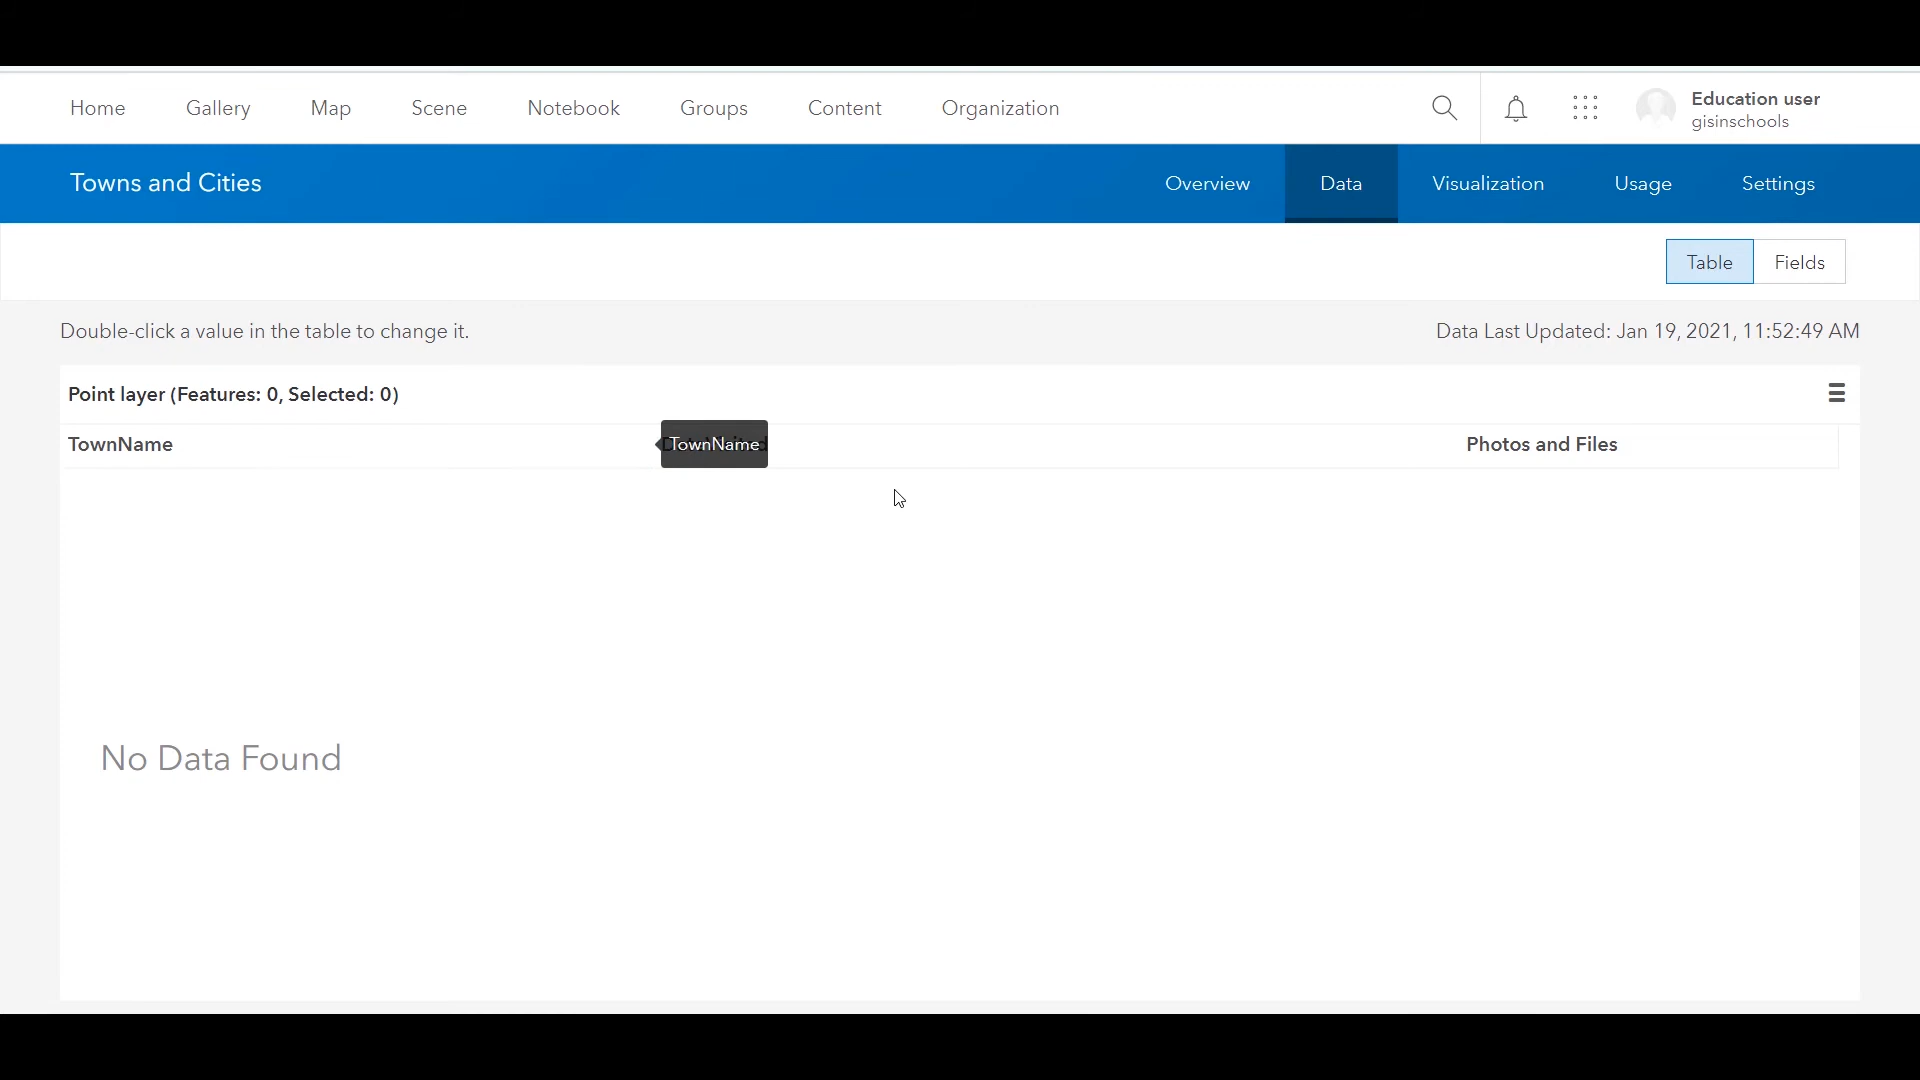 Home Gallery Map Scene Notebook Groups Content Organization
Education user
gisinschools
Towns and Cities Overview Data Visualization Usage Settings
Table Fields
Double-click a value in the table to change it. Data Last Updated: Jan 19, 2021, 11:52:49 AM
Point layer (Features: 0, Selected: 0)
TownName TownName Photos and Files
No Data Found